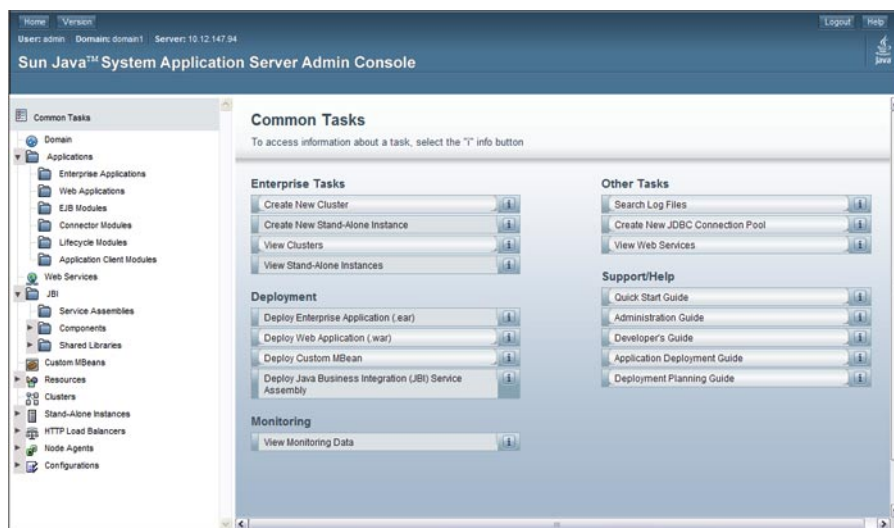 Home Version Logout Help
User: admin Domain: domain1 Server: 10.12.147.94
Sun Java™ System Application Server Admin Console
Java
Common Tasks
Domain
Applications
Enterprise Applications
Web Applications
EJB Modules
Connector Modules
Lifecycle Modules
Application Client Modules
Web Services
JBI
Service Assemblies
Components
Shared Libraries
Custom MBeans
Resources
Clusters
Stand-Alone Instances
HTTP Load Balancers
Node Agents
Configurations
Common Tasks
To access information about a task, select the "i" info button
Enterprise Tasks
Create New Cluster i
Create New Stand-Alone Instance i
View Clusters i
View Stand-Alone Instances i
Deployment
Deploy Enterprise Application (.ear) i
Deploy Web Application (.war) i
Deploy Custom MBean i
Deploy Java Business Integration (JBI) Service i
Assembly
Monitoring
View Monitoring Data i
Other Tasks
Search Log Files i
Create New JDBC Connection Pool i
View Web Services i
Support/Help
Quick Start Guide i
Administration Guide i
Developer's Guide i
Application Deployment Guide i
Deployment Planning Guide i